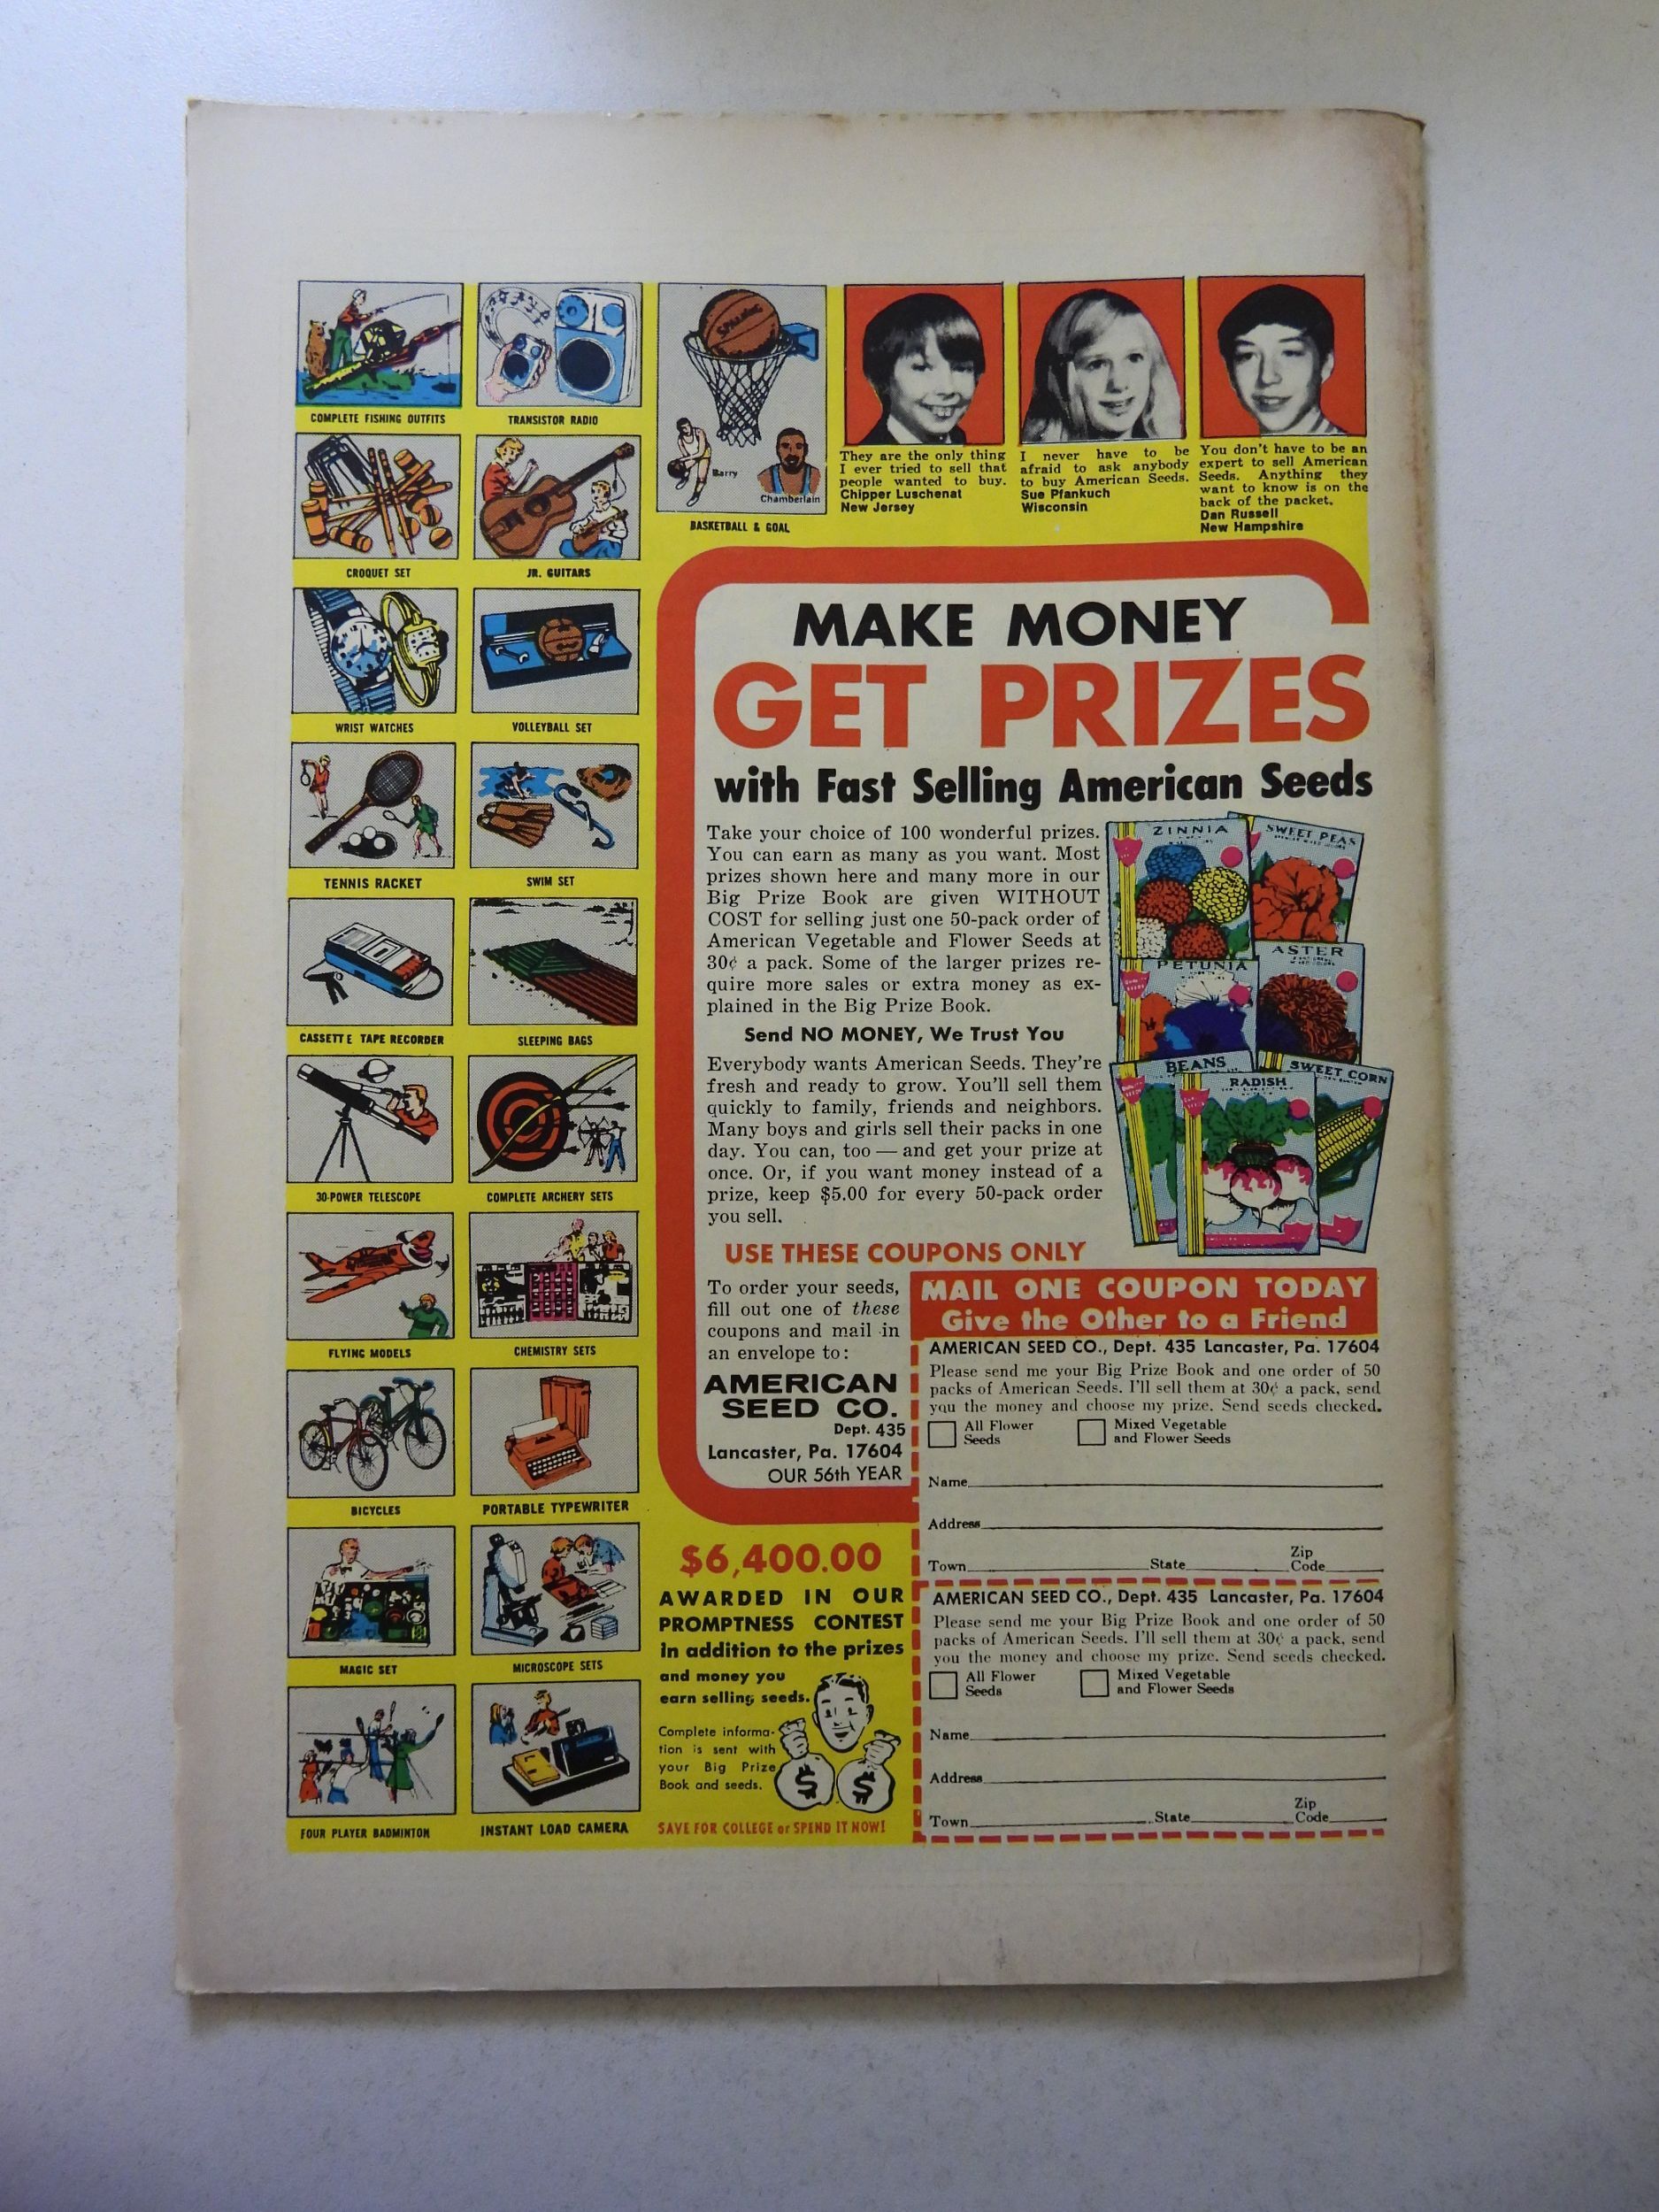 COMPLETE FISHING OUTFITS
TRANSISTOR RADIO
SPALDING
Barry
Chamberlain
BASKETBALL & GOAL
CROQUET SET
JR. GUITARS
WRIST WATCHES
VOLLEYBALL SET
TENNIS RACKET
SWIM SET
CASSETTE TAPE RECORDER
SLEEPING BAGS
30-POWER TELESCOPE
COMPLETE ARCHERY SETS
FLYING MODELS
CHEMISTRY SETS
BICYCLES
PORTABLE TYPEWRITER
MAGIC SET
MICROSCOPE SETS
FOUR PLAYER BADMINTON
INSTANT LOAD CAMERA
They are the only thing
I ever tried to sell that
people wanted to buy.
Chipper Luschenat
New Jersey
I never have to be
afraid to ask anybody
to buy American Seeds.
Sue Pfankuch
Wisconsin
You don't have to be an
expert to sell American
Seeds. Anything they
want to know is on the
back of the packet.
Dan Russell
New Hampshire
MAKE MONEY
GET PRIZES
with Fast Selling American Seeds
Take your choice of 100 wonderful prizes.
You can earn as many as you want. Most
prizes shown here and many more in our
Big Prize Book are given WITHOUT
COST for selling just one 50-pack order of
American Vegetable and Flower Seeds at
30¢ a pack. Some of the larger prizes re-
quire more sales or extra money as ex-
plained in the Big Prize Book.
Send NO MONEY, We Trust You
Everybody wants American Seeds. They're
fresh and ready to grow. You'll sell them
quickly to family, friends and neighbors.
Many boys and girls sell their packs in one
day. You can, too — and get your prize at
once. Or, if you want money instead of a
prize, keep $5.00 for every 50-pack order
you sell.
ZINNIA
SWEET PEAS
PETUNIA
ASTER
BEANS
RADISH
SWEET CORN
USE THESE COUPONS ONLY
To order your seeds,
fill out one of these
coupons and mail in
an envelope to:
AMERICAN
SEED CO.
Dept. 435
Lancaster, Pa. 17604
OUR 56th YEAR
MAIL ONE COUPON TODAY
Give the Other to a Friend
AMERICAN SEED CO., Dept. 435 Lancaster, Pa. 17604
Please send me your Big Prize Book and one order of 50
packs of American Seeds. I'll sell them at 30¢ a pack, send
you the money and choose my prize. Send seeds checked.
All Flower
Seeds
Mixed Vegetable
and Flower Seeds
Name
Address
Town State Zip Code
AMERICAN SEED CO., Dept. 435 Lancaster, Pa. 17604
Please send me your Big Prize Book and one order of 50
packs of American Seeds. I'll sell them at 30¢ a pack, send
you the money and choose my prize. Send seeds checked.
All Flower
Seeds
Mixed Vegetable
and Flower Seeds
Name
Address
Town State Zip Code
$6,400.00
AWARDED IN OUR
PROMPTNESS CONTEST
in addition to the prizes
and money you
earn selling seeds.
Complete informa-
tion is sent with
your Big Prize
Book and seeds.
$ $
SAVE FOR COLLEGE or SPEND IT NOW!